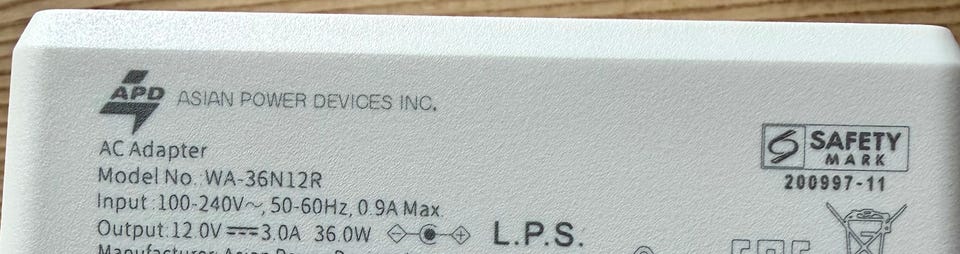 APD ASIAN POWER DEVICES INC.
AC Adapter
Model No. WA-36N12R
Input :100-240V~, 50-60Hz, 0.9A Max.
Output:12.0V⎓3.0A 36.0W L.P.S.
SAFETY
MARK
200997-11